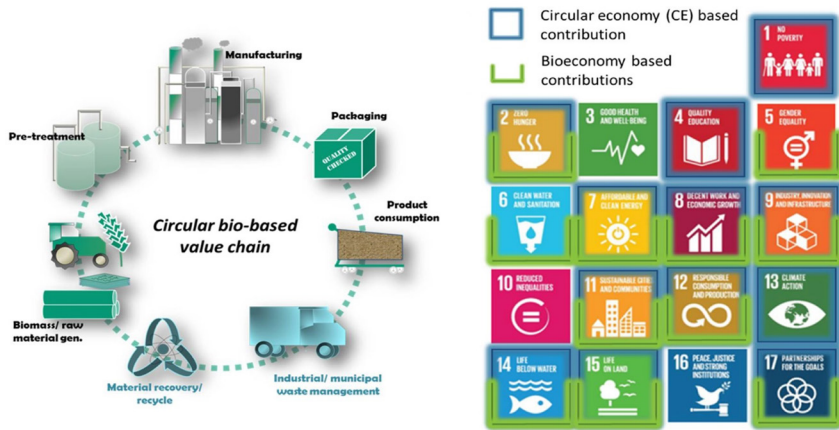 Manufacturing
Packaging
QUALITY
CHECKED
Pre-treatment
Product
consumption
Circular bio-based
value chain
Biomass/ raw
material gen.
Material recovery/
recycle
Industrial/ municipal
waste management
Circular economy (CE) based
contribution
Bioeconomy based
contributions
1 NO
POVERTY
2 ZERO
HUNGER
3 GOOD HEALTH
AND WELL-BEING
4 QUALITY
EDUCATION
5 GENDER
EQUALITY
6 CLEAN WATER
AND SANITATION
7 AFFORDABLE AND
CLEAN ENERGY
8 DECENT WORK AND
ECONOMIC GROWTH
9 INDUSTRY, INNOVATION
AND INFRASTRUCTURE
10 REDUCED
INEQUALITIES
11 SUSTAINABLE CITIES
AND COMMUNITIES
12 RESPONSIBLE
CONSUMPTION
AND PRODUCTION
13 CLIMATE
ACTION
14 LIFE
BELOW WATER
15 LIFE
ON LAND
16 PEACE, JUSTICE
AND STRONG
INSTITUTIONS
17 PARTNERSHIPS
FOR THE GOALS